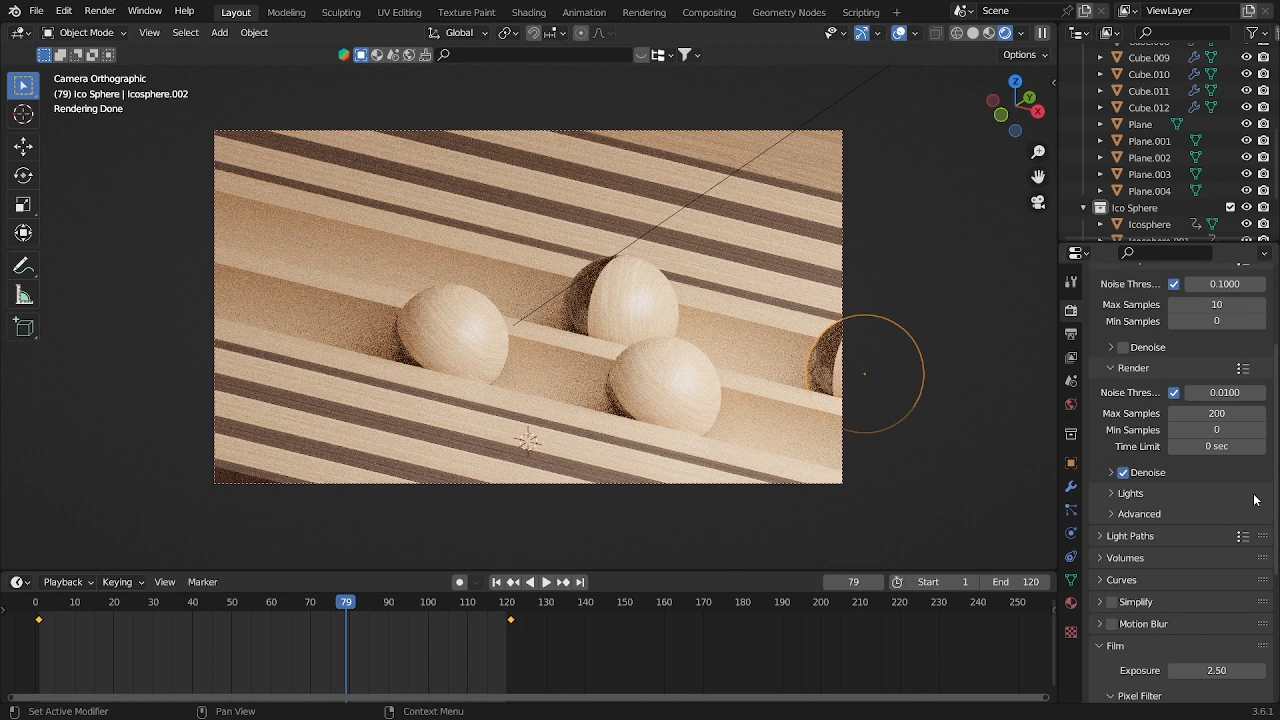 File Edit Render Window Help Layout Modeling Sculpting UV Editing Texture Paint Shading Animation Rendering Compositing Geometry Nodes Scripting + Scene ViewLayer
Object Mode View Select Add Object Global
Options
Camera Orthographic
(79) Ico Sphere | Icosphere.002
Rendering Done
Z
Y
X
Cube.009
Cube.010
Cube.011
Cube.012
Plane
Plane.001
Plane.002
Plane.003
Plane.004
Ico Sphere
Icosphere
Noise Thres... 0.1000
Max Samples 10
Min Samples 0
Denoise
Render
Noise Thres... 0.0100
Max Samples 200
Min Samples 0
Time Limit 0 sec
Denoise
Lights
Advanced
Light Paths
Volumes
Curves
Simplify
Motion Blur
Film
Exposure 2.50
Pixel Filter
Playback Keying View Marker 79 Start 1 End 120
0 10 20 30 40 50 60 70 79 90 100 110 120 130 140 150 160 170 180 190 200 210 220 230 240 250
Set Active Modifier Pan View Context Menu 3.6.1